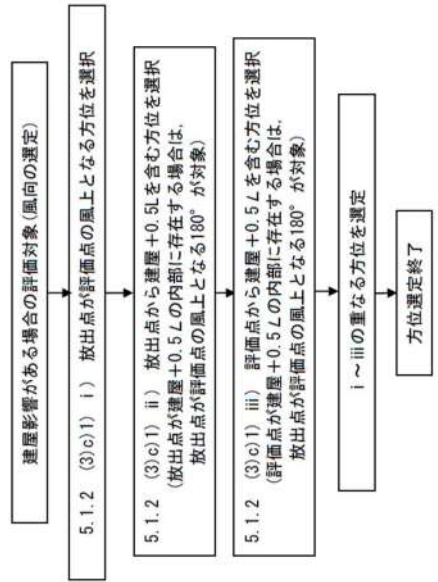 建屋影響がある場合の評価対象(風向の選定)
5.1.2 (3)c)1) ⅰ) 放出点が評価点の風上となる方位を選択
5.1.2 (3)c)1) ⅱ) 放出点から建屋+0.5Lを含む方位を選択
(放出点が建屋+0.5Lの内部に存在する場合は,
放出点が評価点の風上となる180°が対象)
5.1.2 (3)c)1) ⅲ) 評価点から建屋+0.5Lを含む方位を選択
(評価点が建屋+0.5Lの内部に存在する場合は,
放出点が評価点の風上となる180°が対象)
ⅰ~ⅲの重なる方位を選定
方位選定終了